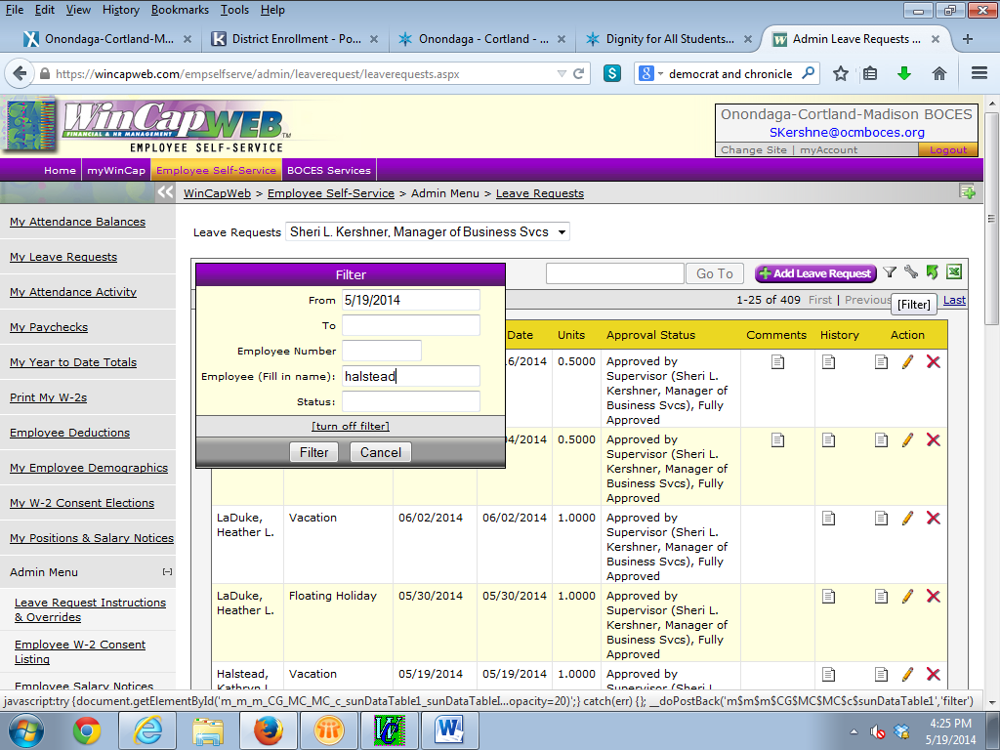 File Edit View History Bookmarks Tools Help
Onondaga-Cortland-M...
District Enrollment - Po...
Onondaga - Cortland - ...
Dignity for All Students...
Admin Leave Requests ...
https://wincapweb.com/empselfserve/admin/leaverequest/leaverequests.aspx
democrat and chronicle
WinCapWEB TM
FINANCIAL & HR MANAGEMENT
EMPLOYEE SELF-SERVICE
Onondaga-Cortland-Madison BOCES
SKershne@ocmboces.org
Change Site | myAccount
Logout
Home
myWinCap
Employee Self-Service
BOCES Services
WinCapWeb > Employee Self-Service > Admin Menu > Leave Requests
My Attendance Balances
My Leave Requests
My Attendance Activity
My Paychecks
My Year to Date Totals
Print My W-2s
Employee Deductions
My Employee Demographics
My W-2 Consent Elections
My Positions & Salary Notices
Admin Menu [-]
Leave Request Instructions
& Overrides
Employee W-2 Consent
Listing
Employee Salary Notices
Leave Requests Sheri L. Kershner, Manager of Business Svcs
Go To
Add Leave Request
1-25 of 409 First | Previous
[Filter]
Last
Filter
From 5/19/2014
To
Employee Number
Employee (Fill in name): halstead
Status:
[turn off filter]
Filter Cancel
Date Units Approval Status Comments History Action
6/2014 0.5000 Approved by
Supervisor (Sheri L.
Kershner, Manager of
Business Svcs), Fully
Approved
4/2014 0.5000 Approved by
Supervisor (Sheri L.
Kershner, Manager of
Business Svcs), Fully
Approved
LaDuke, Vacation 06/02/2014 06/02/2014 1.0000 Approved by
Heather L. Supervisor (Sheri L.
Kershner, Manager of
Business Svcs), Fully
Approved
LaDuke, Floating Holiday 05/30/2014 05/30/2014 1.0000 Approved by
Heather L. Supervisor (Sheri L.
Kershner, Manager of
Business Svcs), Fully
Approved
Halstead, Vacation 05/19/2014 05/19/2014 1.0000 Approved by
Kathryn L. Supervisor (Sheri L.
javascript:try {document.getElementById('m_m_m_CG_MC_MC_c_sunDataTable1_sunDataTableI...opacity=20)';} catch(err) {}; __doPostBack('m$m$m$CG$MC$MC$c$sunDataTable1','filter')
4:25 PM
5/19/2014